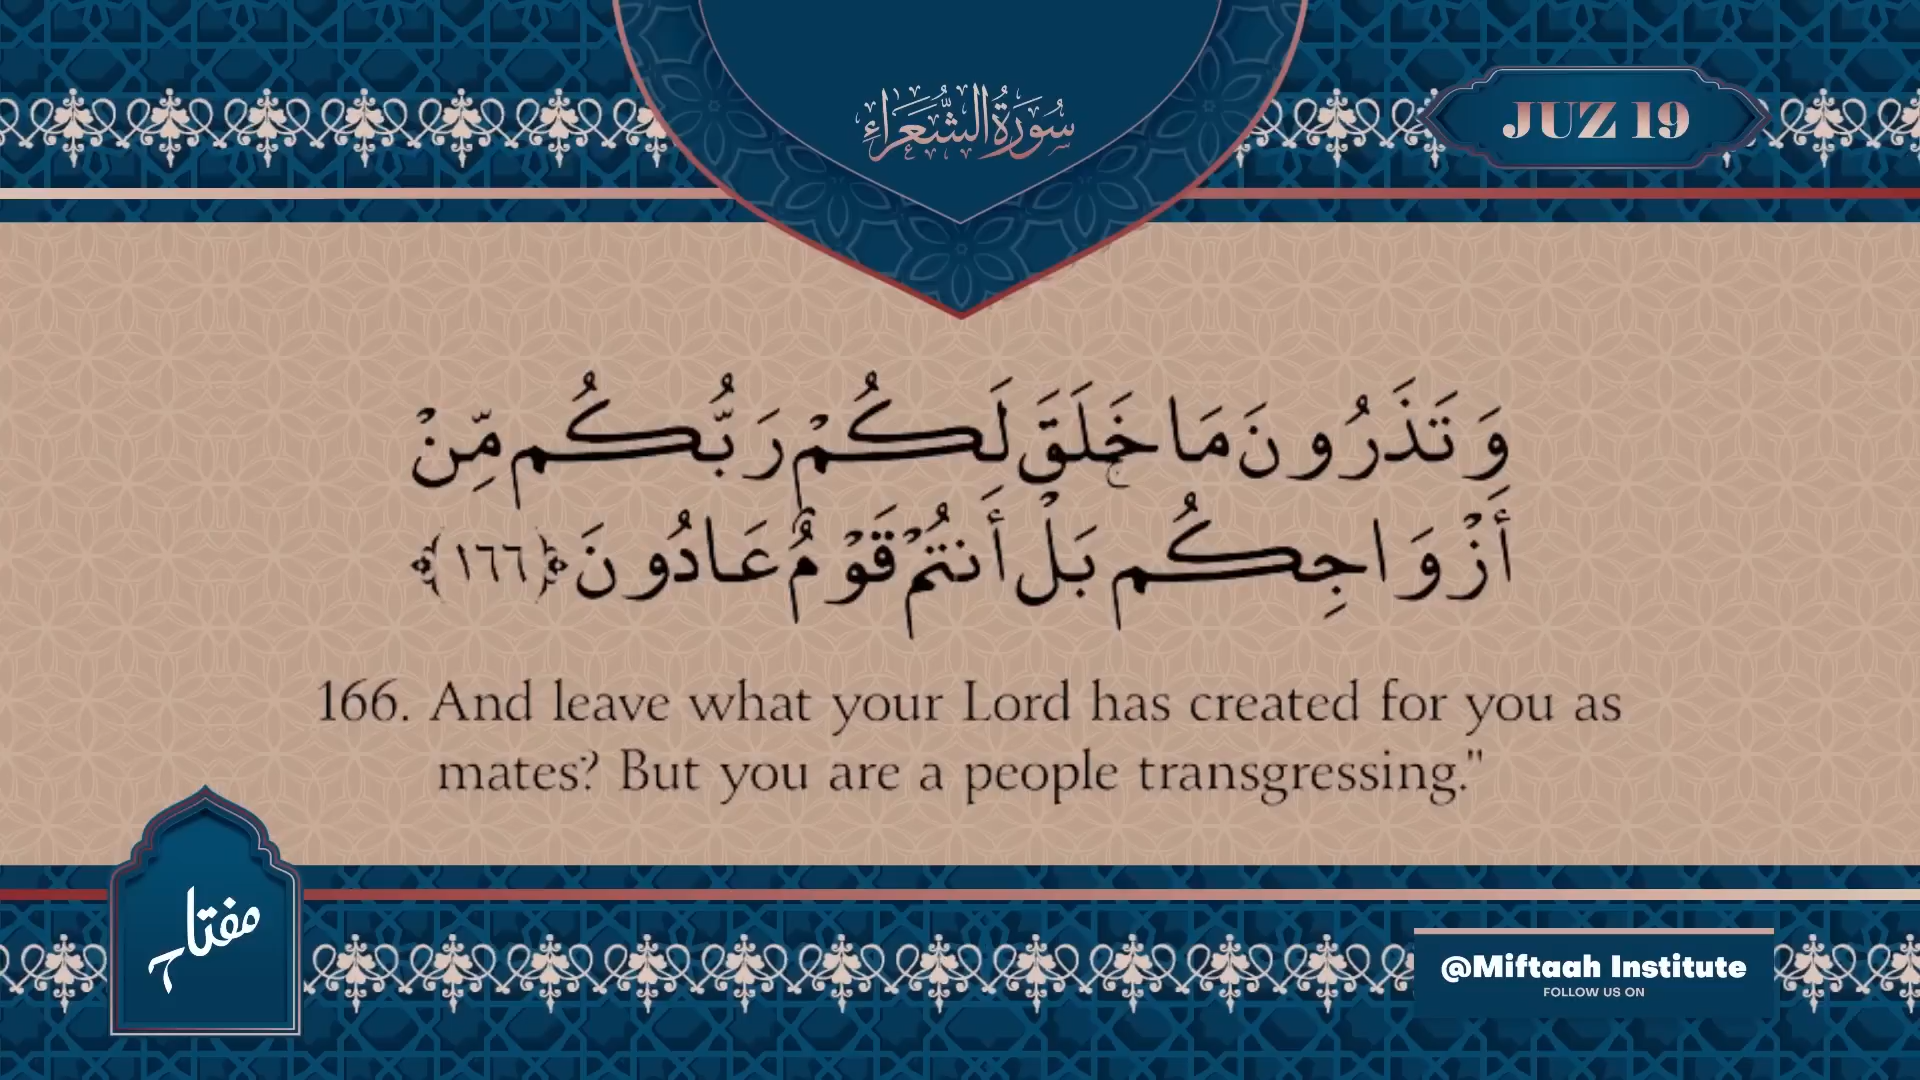 سُورَةُ الشُّعَرَاءِ
JUZ 19
وَتَذَرُونَ مَا خَلَقَ لَكُمْ رَبُّكُم مِّنْ
أَزْوَاجِكُم بَلْ أَنتُمْ قَوْمٌ عَادُونَ ﴿١٦٦﴾
166. And leave what your Lord has created for you as
mates? But you are a people transgressing."
مفتاح
@Miftaah Institute
FOLLOW US ON